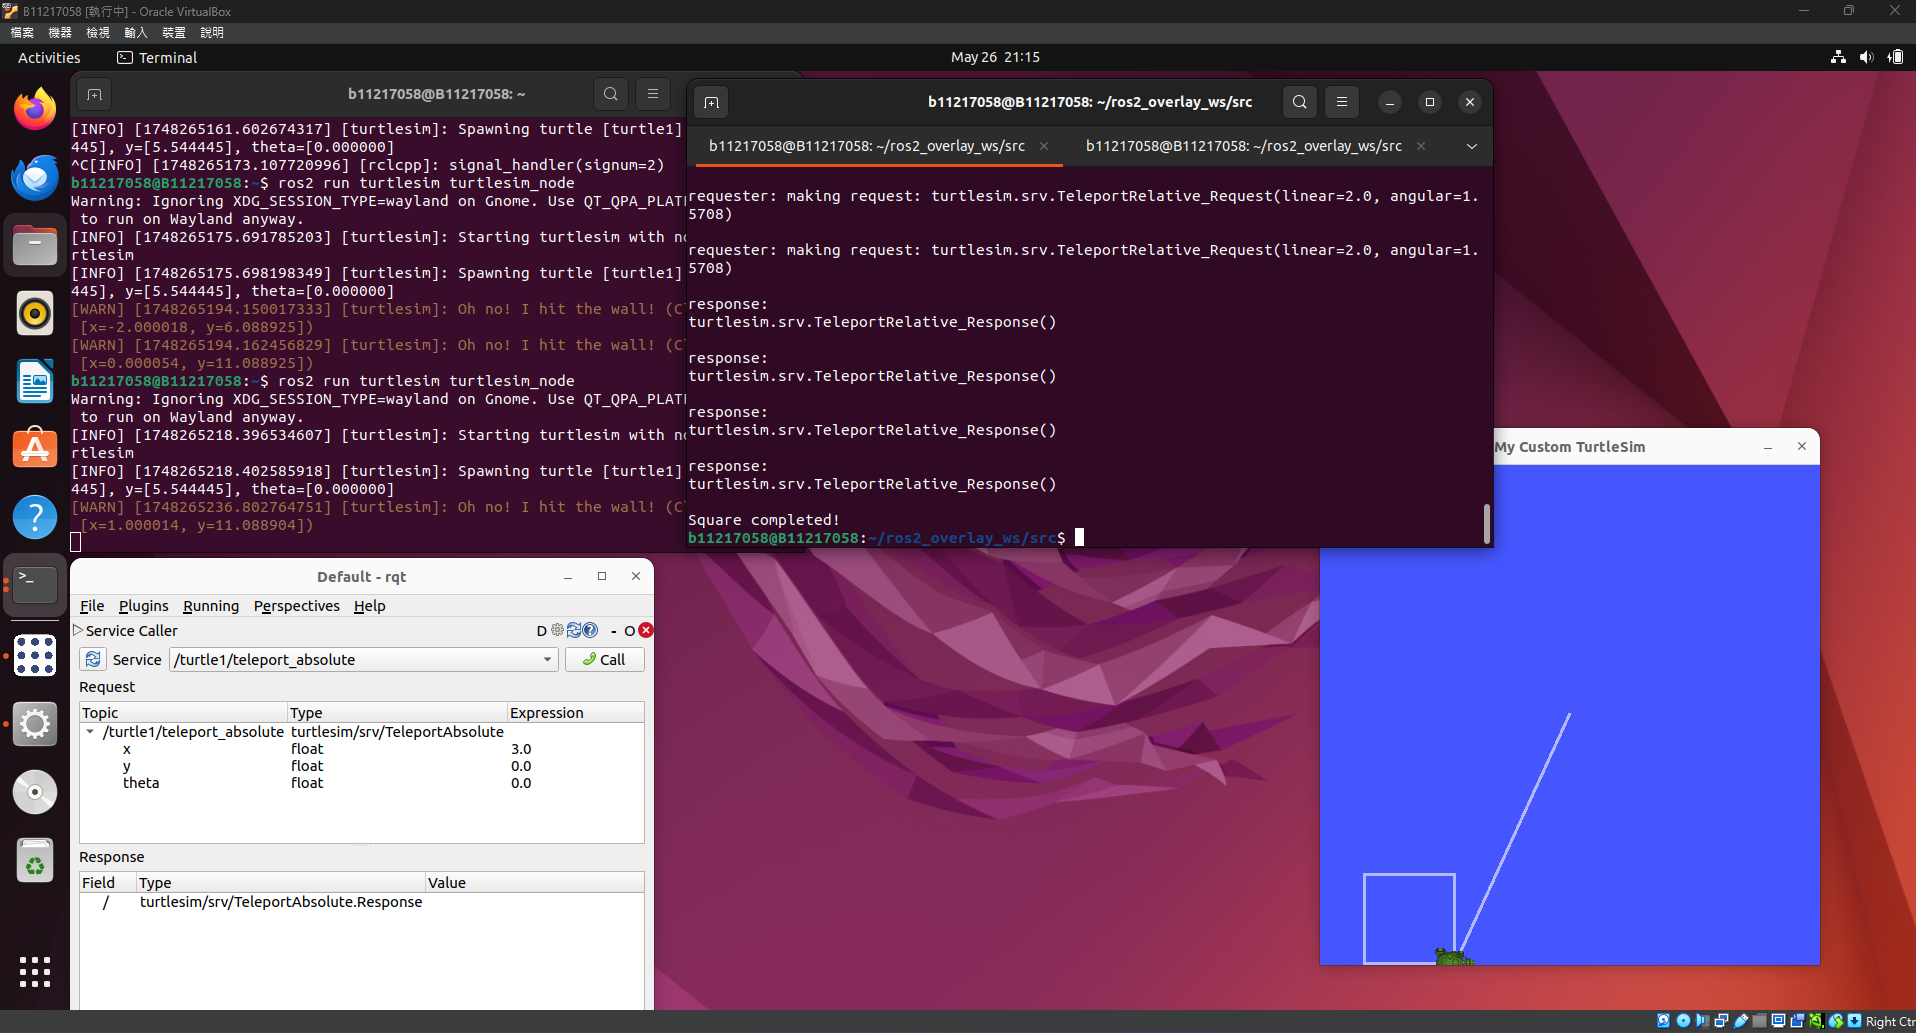 B11217058 [執行中] - Oracle VirtualBox
檔案 機器 檢視 輸入 裝置 說明
Activities Terminal May 26 21:15
b11217058@B11217058: ~
[INFO] [1748265161.602674317] [turtlesim]: Spawning turtle [turtle1]
445], y=[5.544445], theta=[0.000000]
^C[INFO] [1748265173.107720996] [rclcpp]: signal_handler(signum=2)
b11217058@B11217058:~$ ros2 run turtlesim turtlesim_node
Warning: Ignoring XDG_SESSION_TYPE=wayland on Gnome. Use QT_QPA_PLAT
to run on Wayland anyway.
[INFO] [1748265175.691785203] [turtlesim]: Starting turtlesim with no
rtlesim
[INFO] [1748265175.698198349] [turtlesim]: Spawning turtle [turtle1]
445], y=[5.544445], theta=[0.000000]
[WARN] [1748265194.150017333] [turtlesim]: Oh no! I hit the wall! (C
[x=-2.000018, y=6.088925])
[WARN] [1748265194.162456829] [turtlesim]: Oh no! I hit the wall! (C
[x=0.000054, y=11.088925])
b11217058@B11217058:~$ ros2 run turtlesim turtlesim_node
Warning: Ignoring XDG_SESSION_TYPE=wayland on Gnome. Use QT_QPA_PLAT
to run on Wayland anyway.
[INFO] [1748265218.396534607] [turtlesim]: Starting turtlesim with no
rtlesim
[INFO] [1748265218.402585918] [turtlesim]: Spawning turtle [turtle1]
445], y=[5.544445], theta=[0.000000]
[WARN] [1748265236.802764751] [turtlesim]: Oh no! I hit the wall! (C
[x=1.000014, y=11.088904])
b11217058@B11217058: ~/ros2_overlay_ws/src
b11217058@B11217058: ~/ros2_overlay_ws/src b11217058@B11217058: ~/ros2_overlay_ws/src
requester: making request: turtlesim.srv.TeleportRelative_Request(linear=2.0, angular=1.
5708)
requester: making request: turtlesim.srv.TeleportRelative_Request(linear=2.0, angular=1.
5708)
response:
turtlesim.srv.TeleportRelative_Response()
response:
turtlesim.srv.TeleportRelative_Response()
response:
turtlesim.srv.TeleportRelative_Response()
response:
turtlesim.srv.TeleportRelative_Response()
Square completed!
b11217058@B11217058:~/ros2_overlay_ws/src$
My Custom TurtleSim
Default - rqt
File Plugins Running Perspectives Help
Service Caller D - O
Service /turtle1/teleport_absolute Call
Request
Topic Type Expression
/turtle1/teleport_absolute turtlesim/srv/TeleportAbsolute
x float 3.0
y float 0.0
theta float 0.0
Response
Field Type Value
/ turtlesim/srv/TeleportAbsolute.Response
Right Ctr